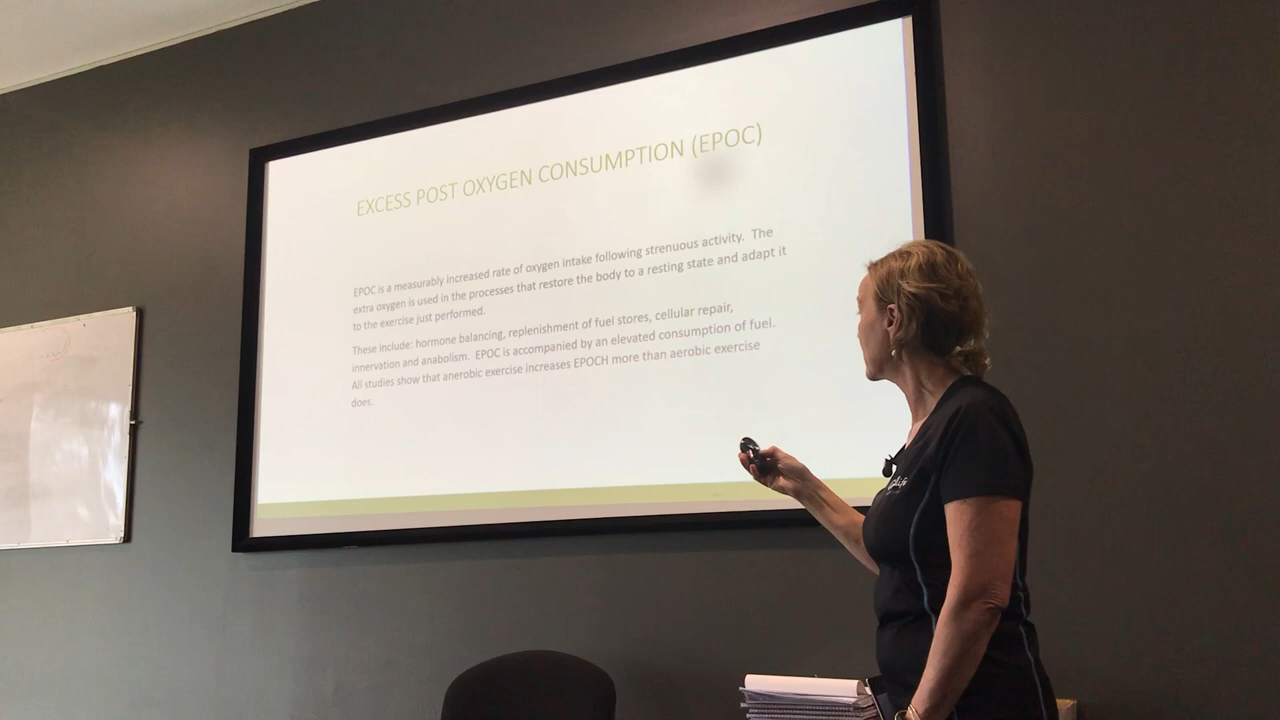 EXCESS POST OXYGEN CONSUMPTION (EPOC)
EPOC is a measurably increased rate of oxygen intake following strenuous activity. The
extra oxygen is used in the processes that restore the body to a resting state and adapt it
to the exercise just performed.
These include: hormone balancing, replenishment of fuel stores, cellular repair,
innervation and anabolism. EPOC is accompanied by an elevated consumption of fuel.
All studies show that anerobic exercise increases EPOCH more than aerobic exercise
does.